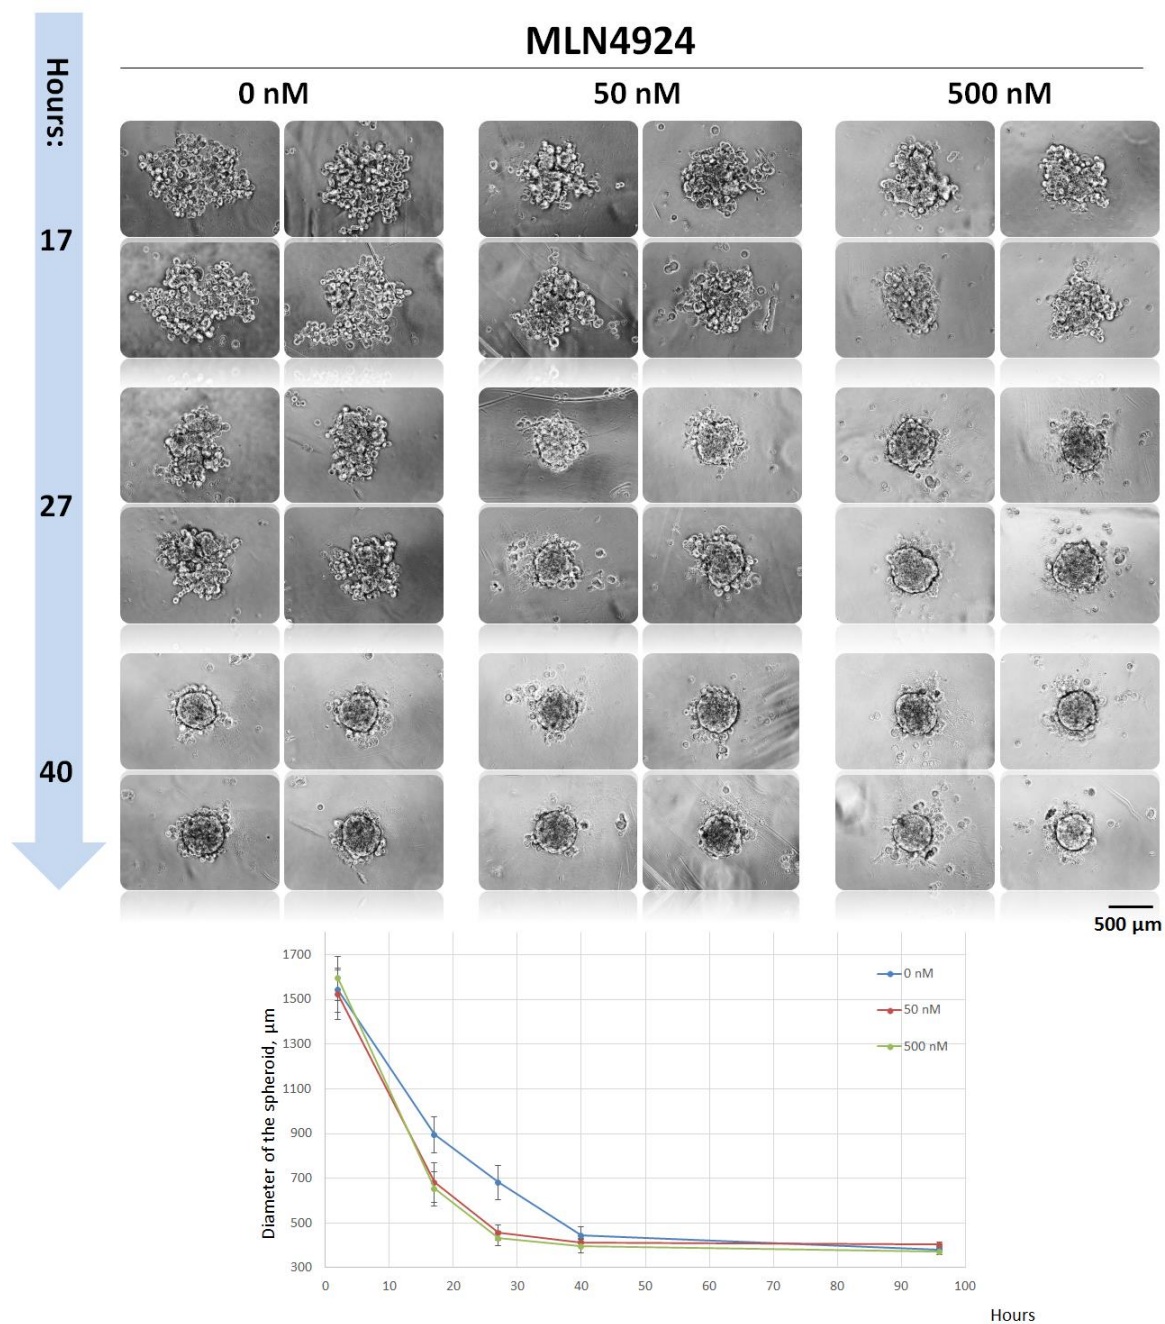 MLN4924
Hours:
0 nM
50 nM
500 nM
17
27
40
500 µm
1700
1500
1300
1100
900
700
500
300
Diameter of the spheroid, µm
0 nM
50 nM
500 nM
0 10 20 30 40 50 60 70 80 90 100
Hours